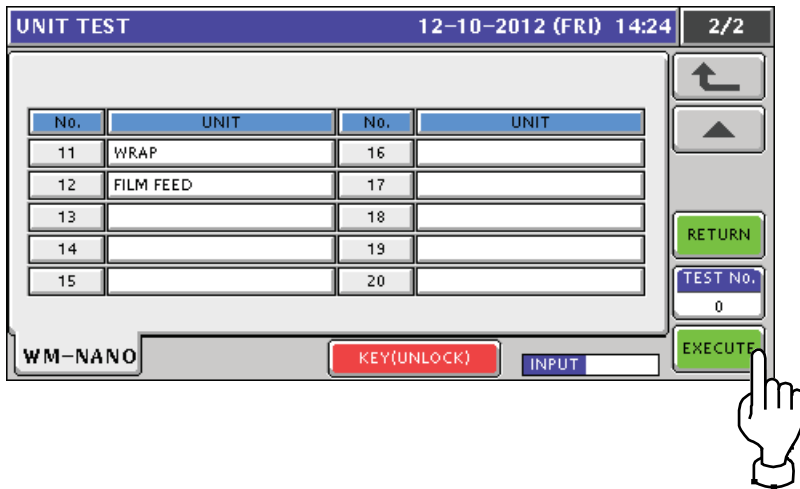 UNIT TEST 12-10-2012 (FRI) 14:24 2/2
No. UNIT No. UNIT
11 WRAP 16
12 FILM FEED 17
13 18
14 19
15 20
RETURN
TEST No.
0
WM-NANO KEY(UNLOCK) INPUT EXECUTE